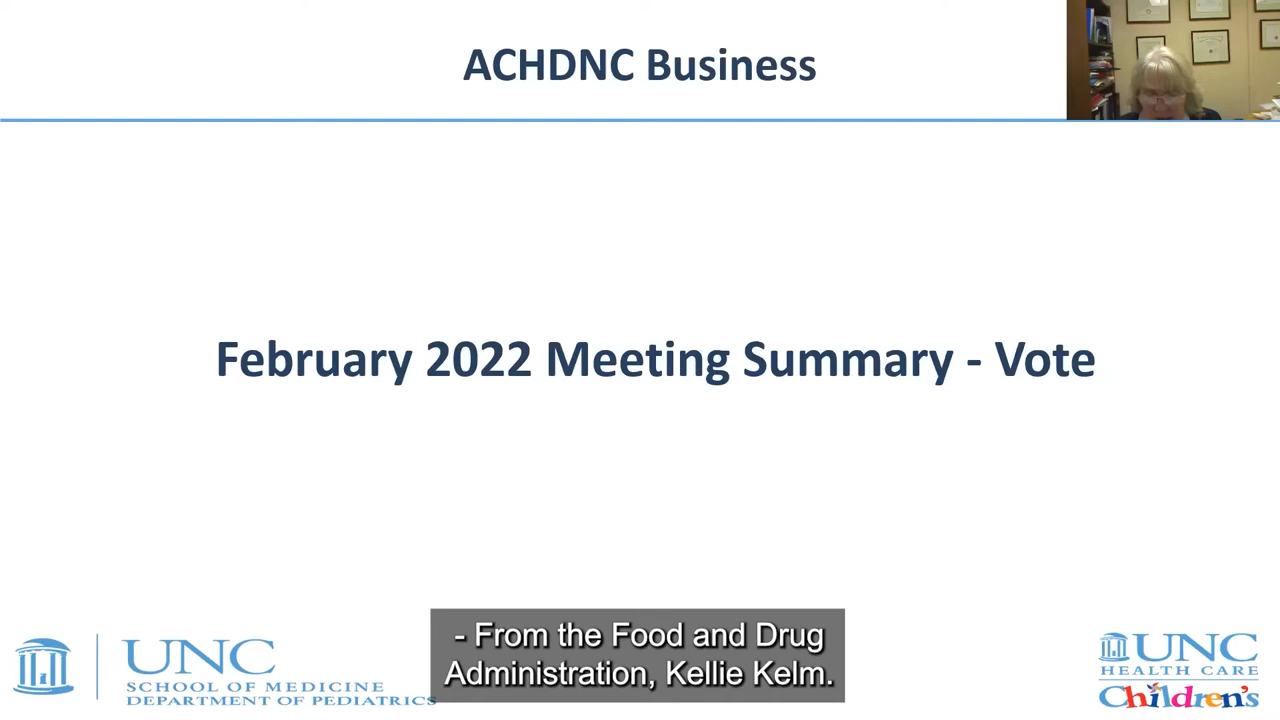 ACHDNC Business
February 2022 Meeting Summary - Vote
- From the Food and Drug
Administration, Kellie Kelm.
UNC
SCHOOL OF MEDICINE
DEPARTMENT OF PEDIATRICS
UNC
HEALTH CARE
Children's